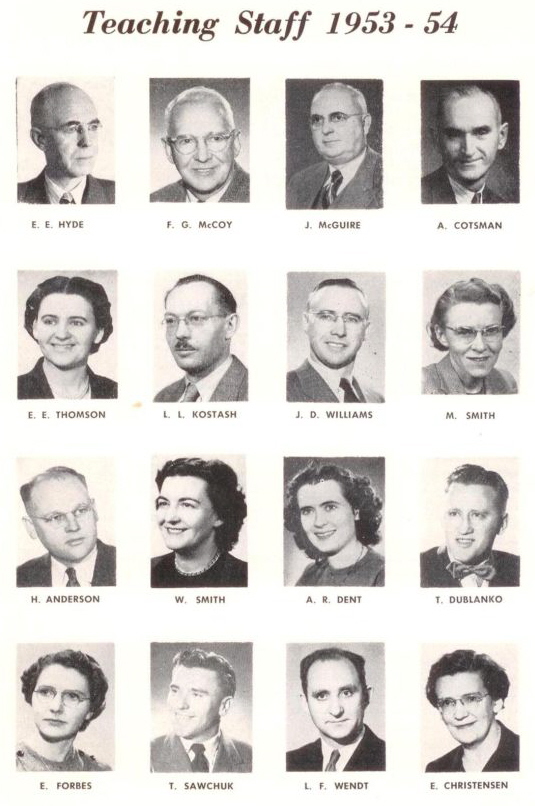 Teaching Staff 1953 - 54
E. E. HYDE
F. G. McCOY
J. McGUIRE
A. COTSMAN
E. E. THOMSON
L. L. KOSTASH
J. D. WILLIAMS
M. SMITH
H. ANDERSON
W. SMITH
A. R. DENT
T. DUBLANKO
E. FORBES
T. SAWCHUK
L. F. WENDT
E. CHRISTENSEN